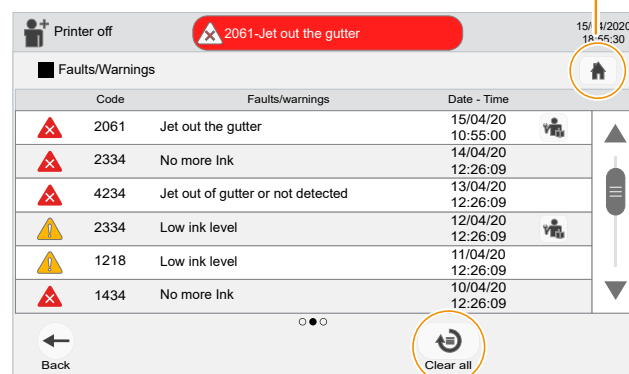 Printer off
2061-Jet out the gutter
15/04/2020
18:55:30
Faults/Warnings
Code Faults/warnings Date - Time
2061 Jet out the gutter 15/04/20 10:55:00
2334 No more Ink 14/04/20 12:26:09
4234 Jet out of gutter or not detected 13/04/20 12:26:09
2334 Low ink level 12/04/20 12:26:09
1218 Low ink level 11/04/20 12:26:09
1434 No more Ink 10/04/20 12:26:09
Back
Clear all